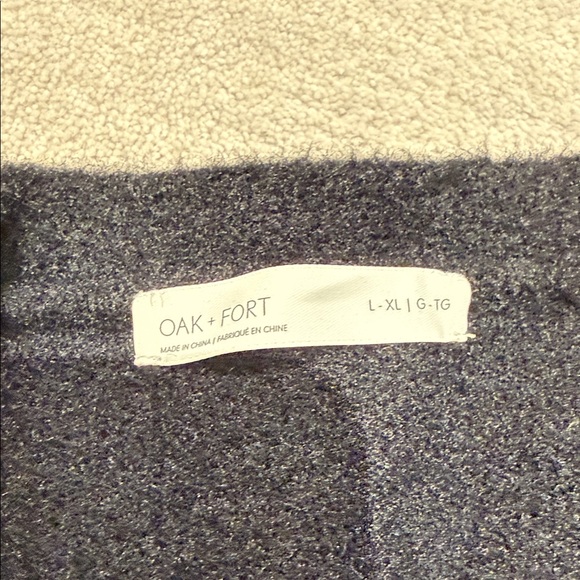 OAK + FORT
L-XL | G-TG
MADE IN CHINA / FABRIQUÉ EN CHINE